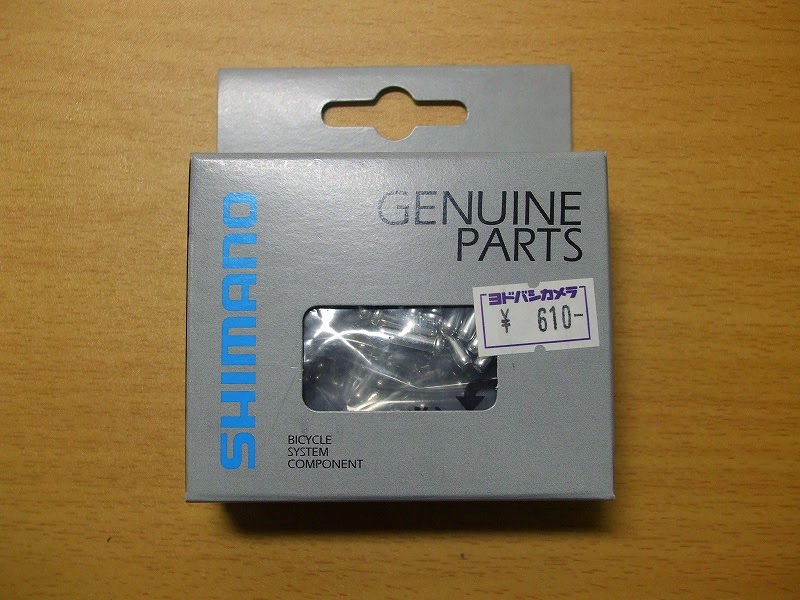 SHIMANO
GENUINE
PARTS
ヨドバシカメラ
¥ 610-
BICYCLE
SYSTEM
COMPONENT